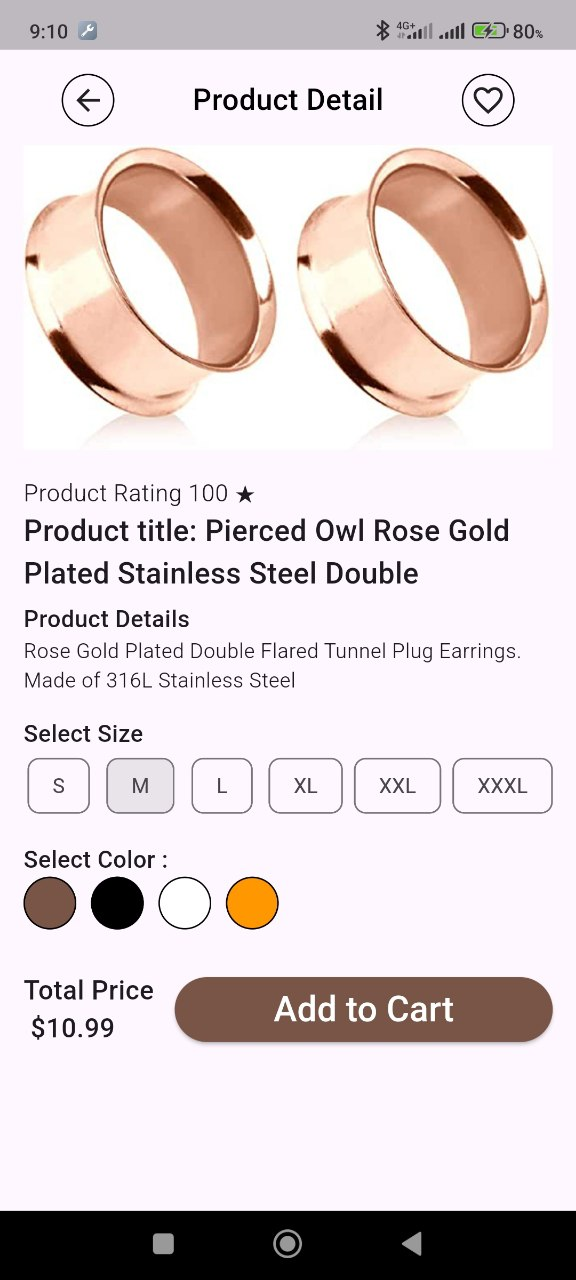 9:10 4G+ 80%
Product Detail
Product Rating 100 ★
Product title: Pierced Owl Rose Gold
Plated Stainless Steel Double
Product Details
Rose Gold Plated Double Flared Tunnel Plug Earrings.
Made of 316L Stainless Steel
Select Size
S M L XL XXL XXXL
Select Color :
Total Price
$10.99
Add to Cart